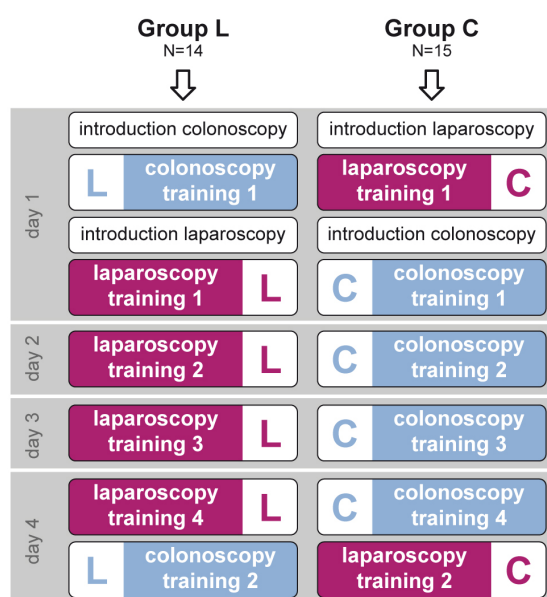 Group L
N=14
Group C
N=15
day 1
introduction colonoscopy
introduction laparoscopy
L
colonoscopy
training 1
laparoscopy
training 1
C
introduction laparoscopy
introduction colonoscopy
laparoscopy
training 1
L
C
colonoscopy
training 1
day 2
laparoscopy
training 2
L
C
colonoscopy
training 2
day 3
laparoscopy
training 3
L
C
colonoscopy
training 3
day 4
laparoscopy
training 4
L
C
colonoscopy
training 4
L
colonoscopy
training 2
laparoscopy
training 2
C